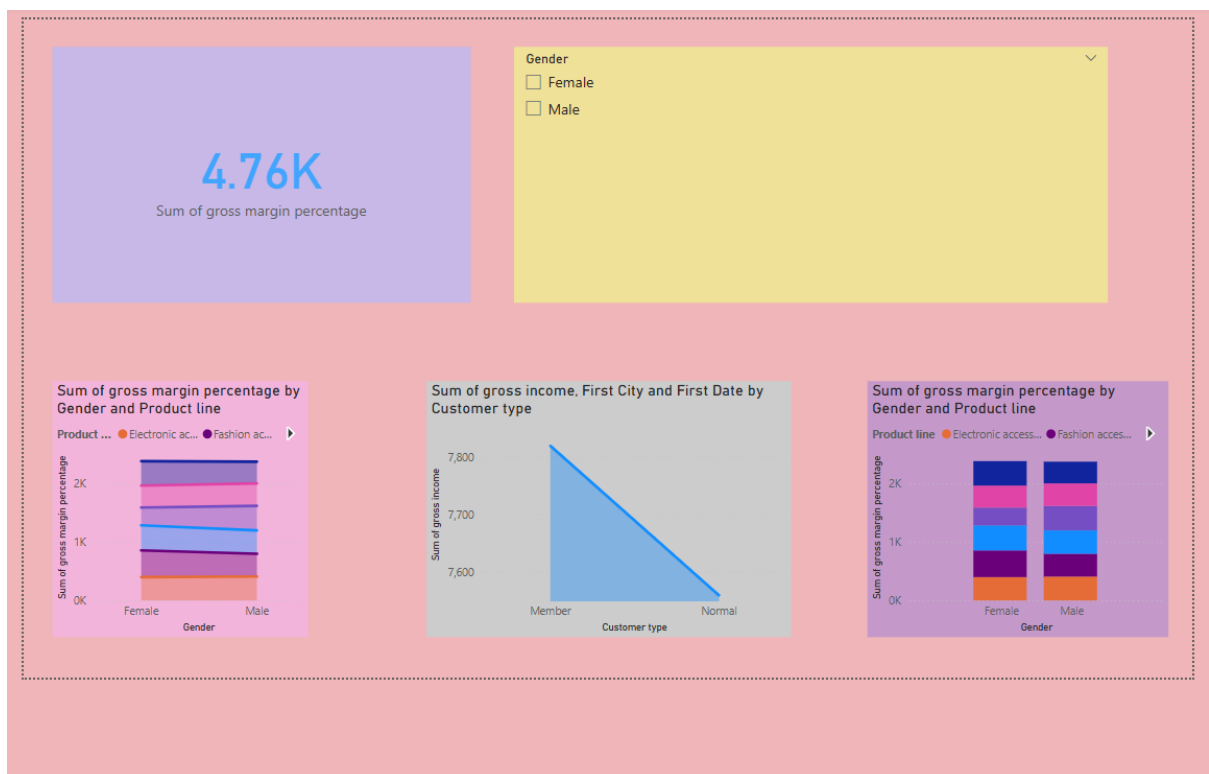 Gender
Female
Male
4.76K
Sum of gross margin percentage
Sum of gross margin percentage by
Gender and Product line
Product ... Electronic ac... Fashion ac...
Sum of gross margin percentage
2K
1K
0K
Female Male
Gender
Sum of gross income, First City and First Date by
Customer type
Sum of gross income
7,800
7,700
7,600
Member Normal
Customer type
Sum of gross margin percentage by
Gender and Product line
Product line Electronic access... Fashion acces...
Sum of gross margin percentage
2K
1K
0K
Female Male
Gender